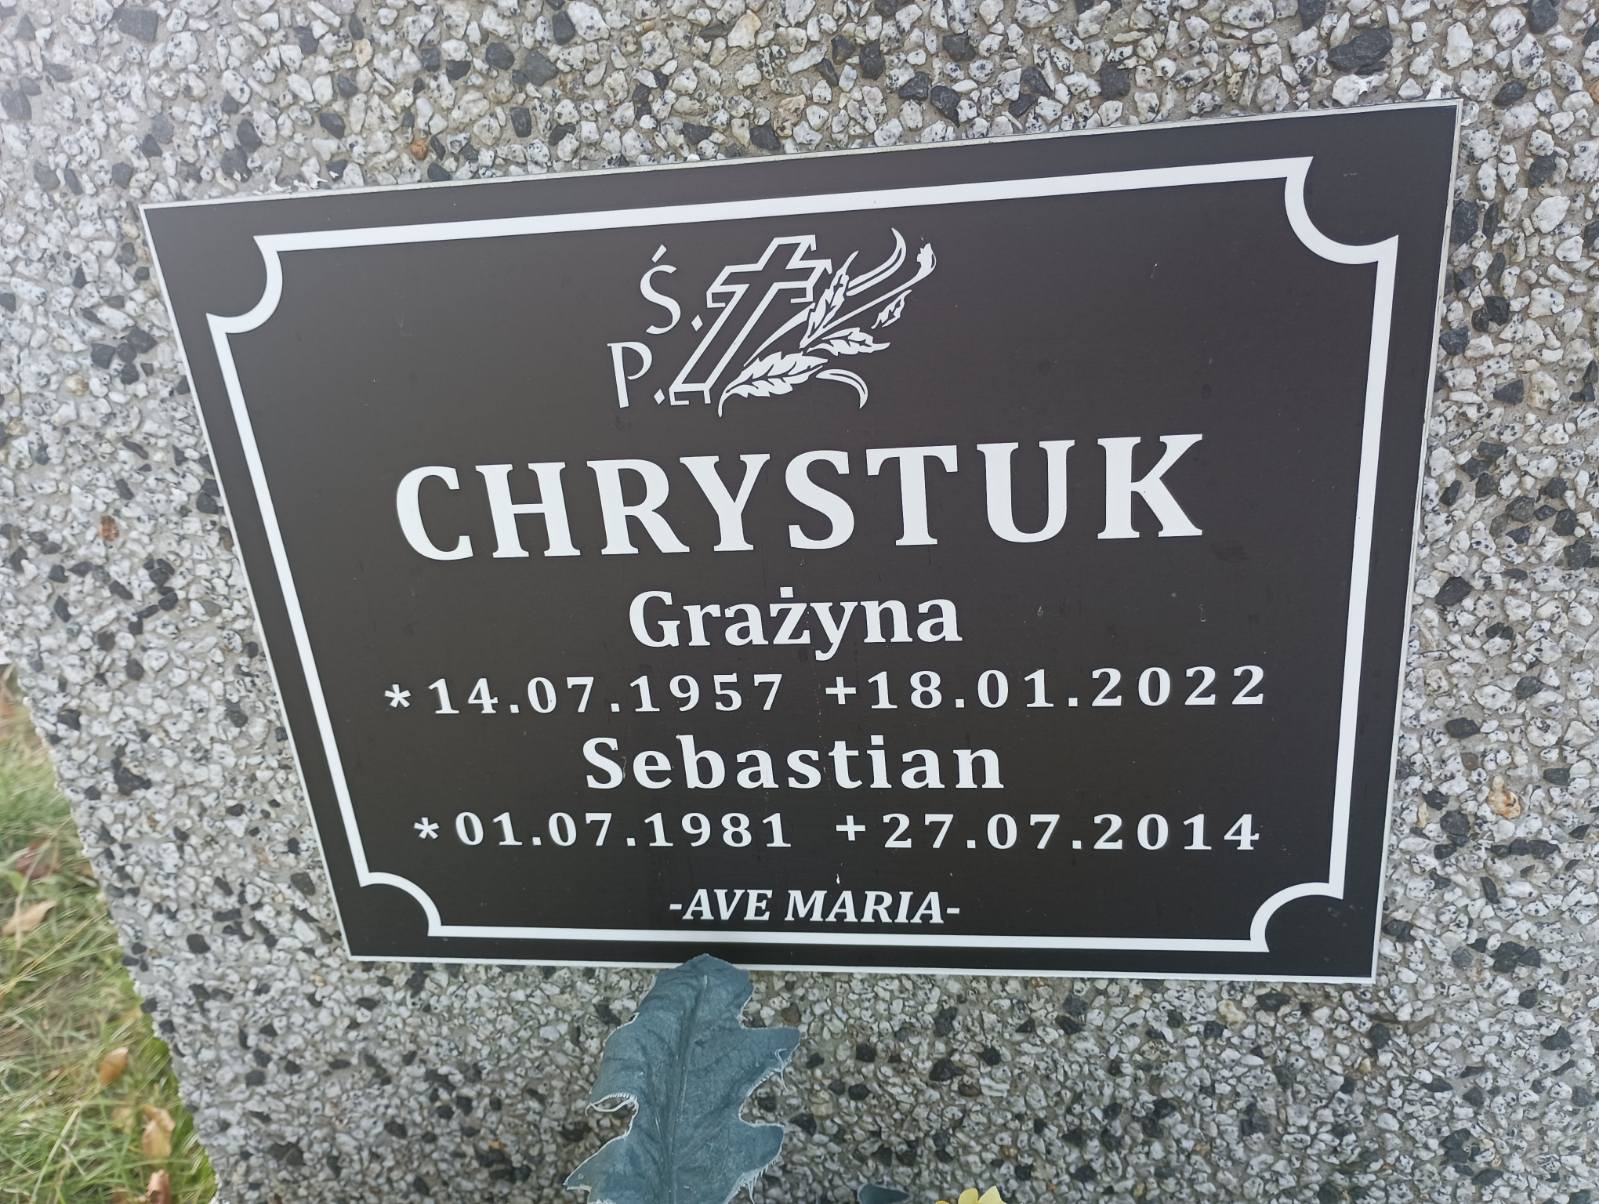 Ś.
P.
CHRYSTUK
Grażyna
*14.07.1957 +18.01.2022
Sebastian
*01.07.1981 +27.07.2014
-AVE MARIA-